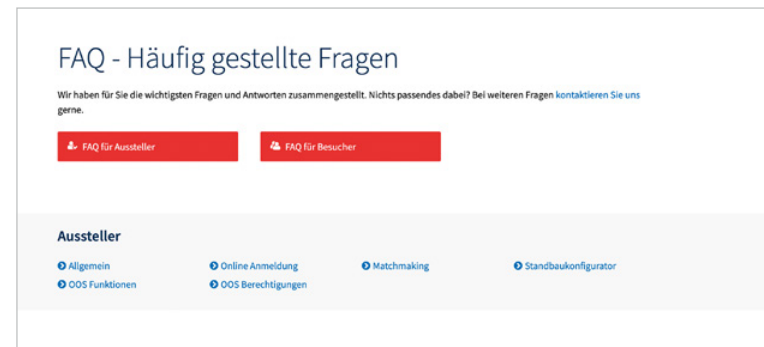 FAQ - Häufig gestellte Fragen
Wir haben für Sie die wichtigsten Fragen und Antworten zusammengestellt. Nichts passendes dabei? Bei weiteren Fragen kontaktieren Sie uns
gerne.
FAQ für Aussteller FAQ für Besucher
Aussteller
Allgemein Online Anmeldung Matchmaking Standbaukonfigurator
OOS Funktionen OOS Berechtigungen